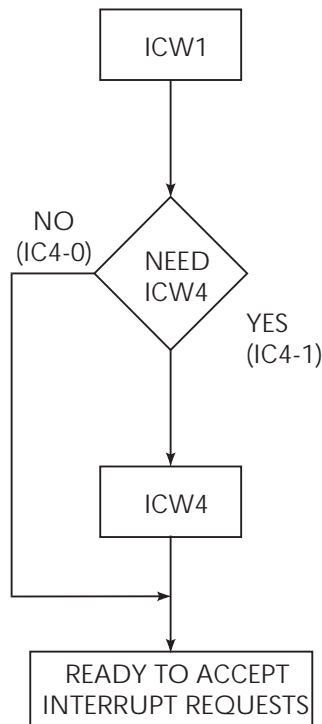 ICW1
NO
(IC4-0)
NEED
ICW4
YES
(IC4-1)
ICW4
READY TO ACCEPT
INTERRUPT REQUESTS